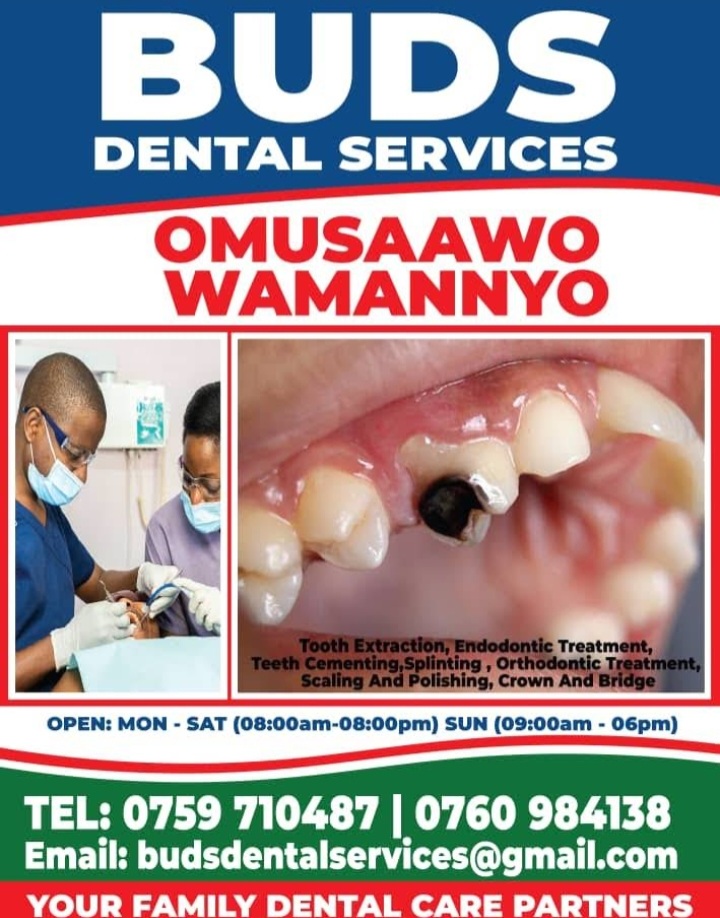 BUDS
DENTAL SERVICES
OMUSAAWO
WAMANNYO
Tooth Extraction, Endodontic Treatment,
Teeth Cementing,Splinting , Orthodontic Treatment,
Scaling And Polishing, Crown And Bridge
OPEN: MON - SAT (08:00am-08:00pm) SUN (09:00am - 06pm)
TEL: 0759 710487 | 0760 984138
Email: budsdentalservices@gmail.com
YOUR FAMILY DENTAL CARE PARTNERS